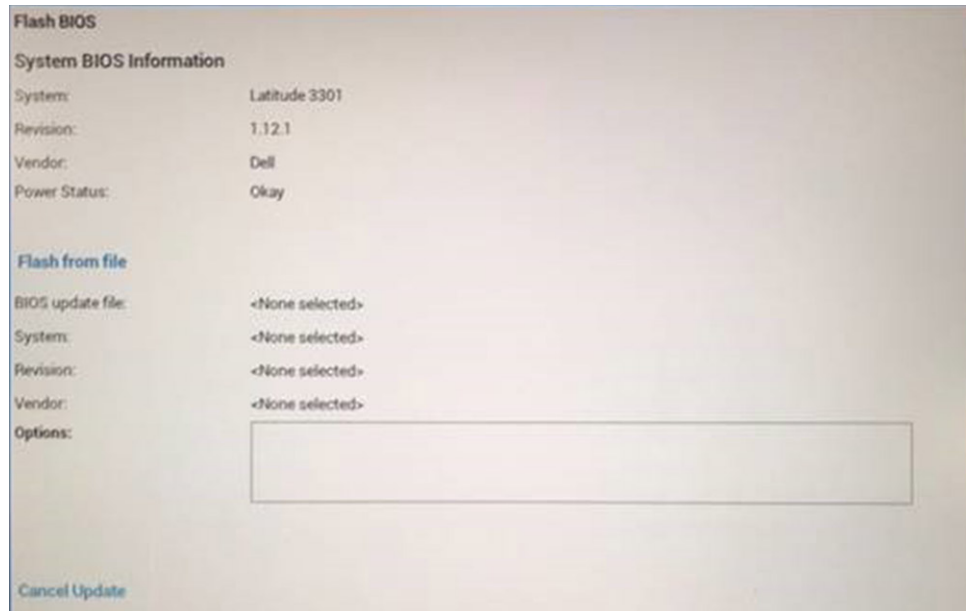 Flash BIOS
System BIOS Information
System: Latitude 3301
Revision: 1.12.1
Vendor: Dell
Power Status: Okay
Flash from file
BIOS update file: <None selected>
System: <None selected>
Revision: <None selected>
Vendor: <None selected>
Options:
Cancel Update